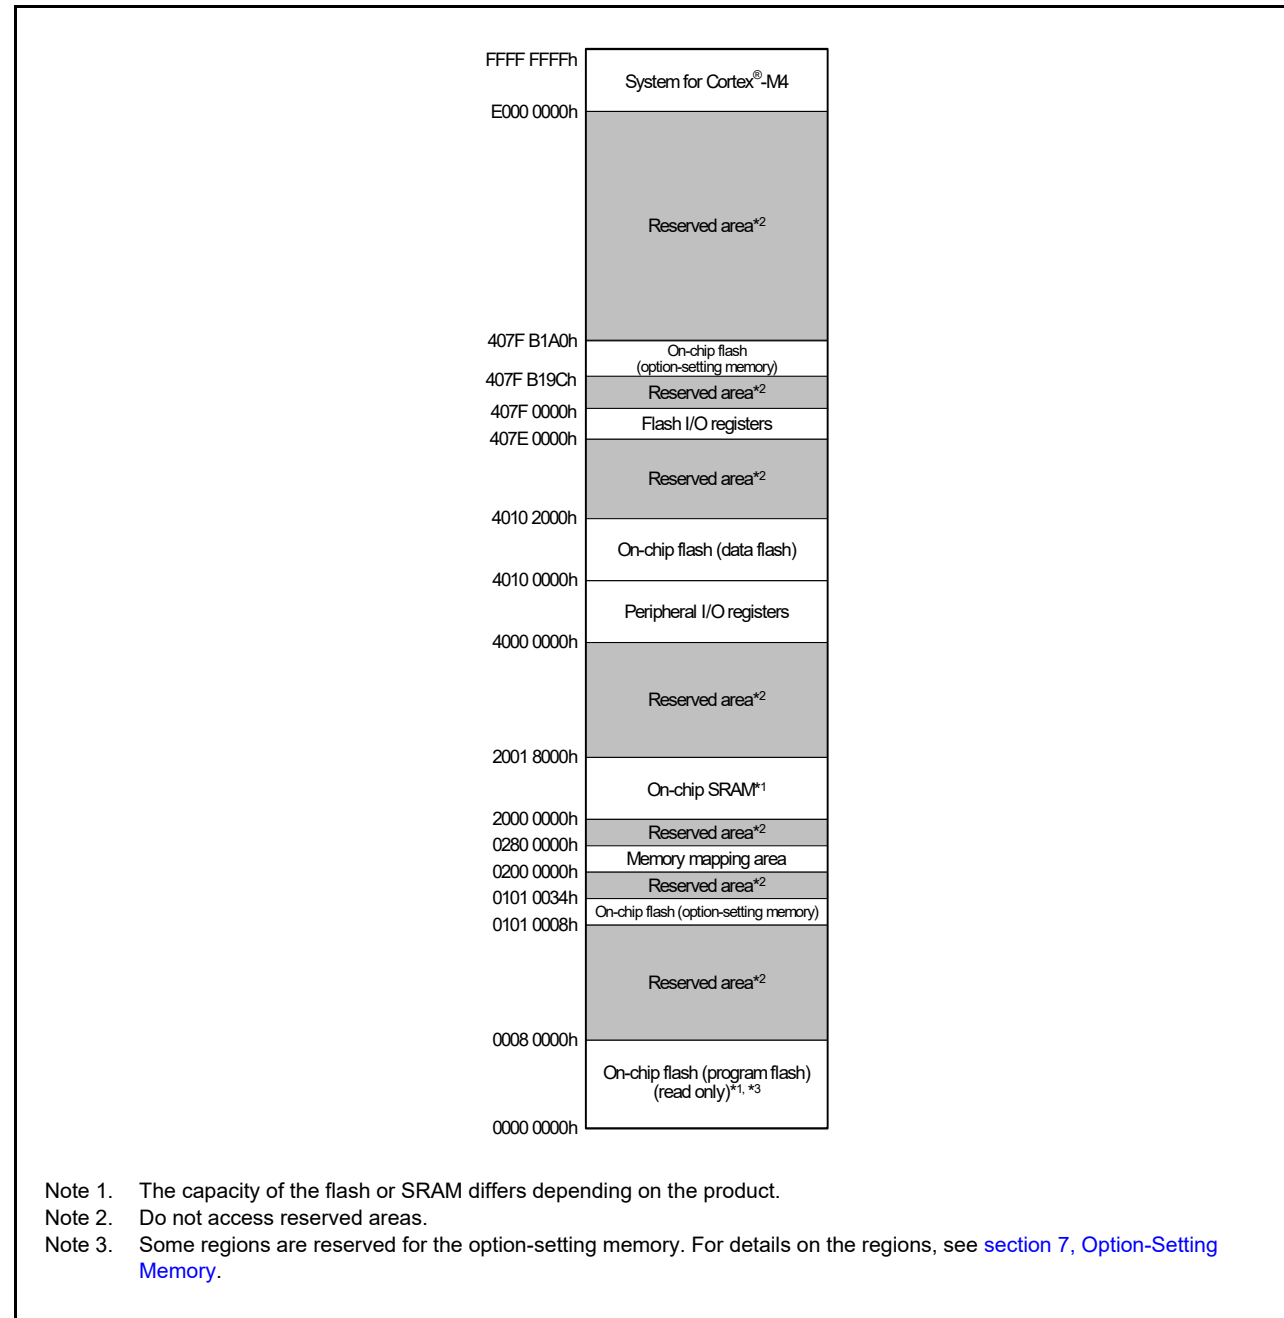 FFFF FFFFh
System for Cortex®-M4
E000 0000h
Reserved area*2
407F B1A0h
On-chip flash
(option-setting memory)
407F B19Ch
Reserved area*2
407F 0000h
Flash I/O registers
407E 0000h
Reserved area*2
4010 2000h
On-chip flash (data flash)
4010 0000h
Peripheral I/O registers
4000 0000h
Reserved area*2
2001 8000h
On-chip SRAM*1
2000 0000h
Reserved area*2
0280 0000h
Memory mapping area
0200 0000h
Reserved area*2
0101 0034h
On-chip flash (option-setting memory)
0101 0008h
Reserved area*2
0008 0000h
On-chip flash (program flash)
(read only)*1, *3
0000 0000h
Note 1. The capacity of the flash or SRAM differs depending on the product.
Note 2. Do not access reserved areas.
Note 3. Some regions are reserved for the option-setting memory. For details on the regions, see section 7, Option-Setting
Memory.